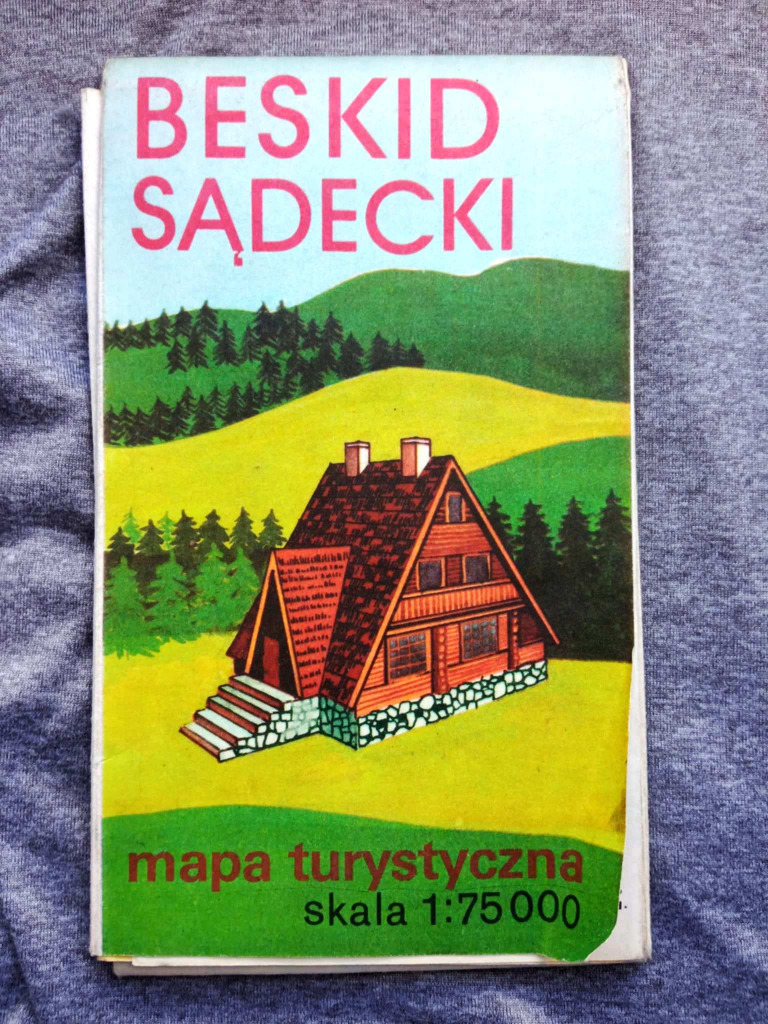 BESKID
SĄDECKI
mapa turystyczna
skala 1:75 000